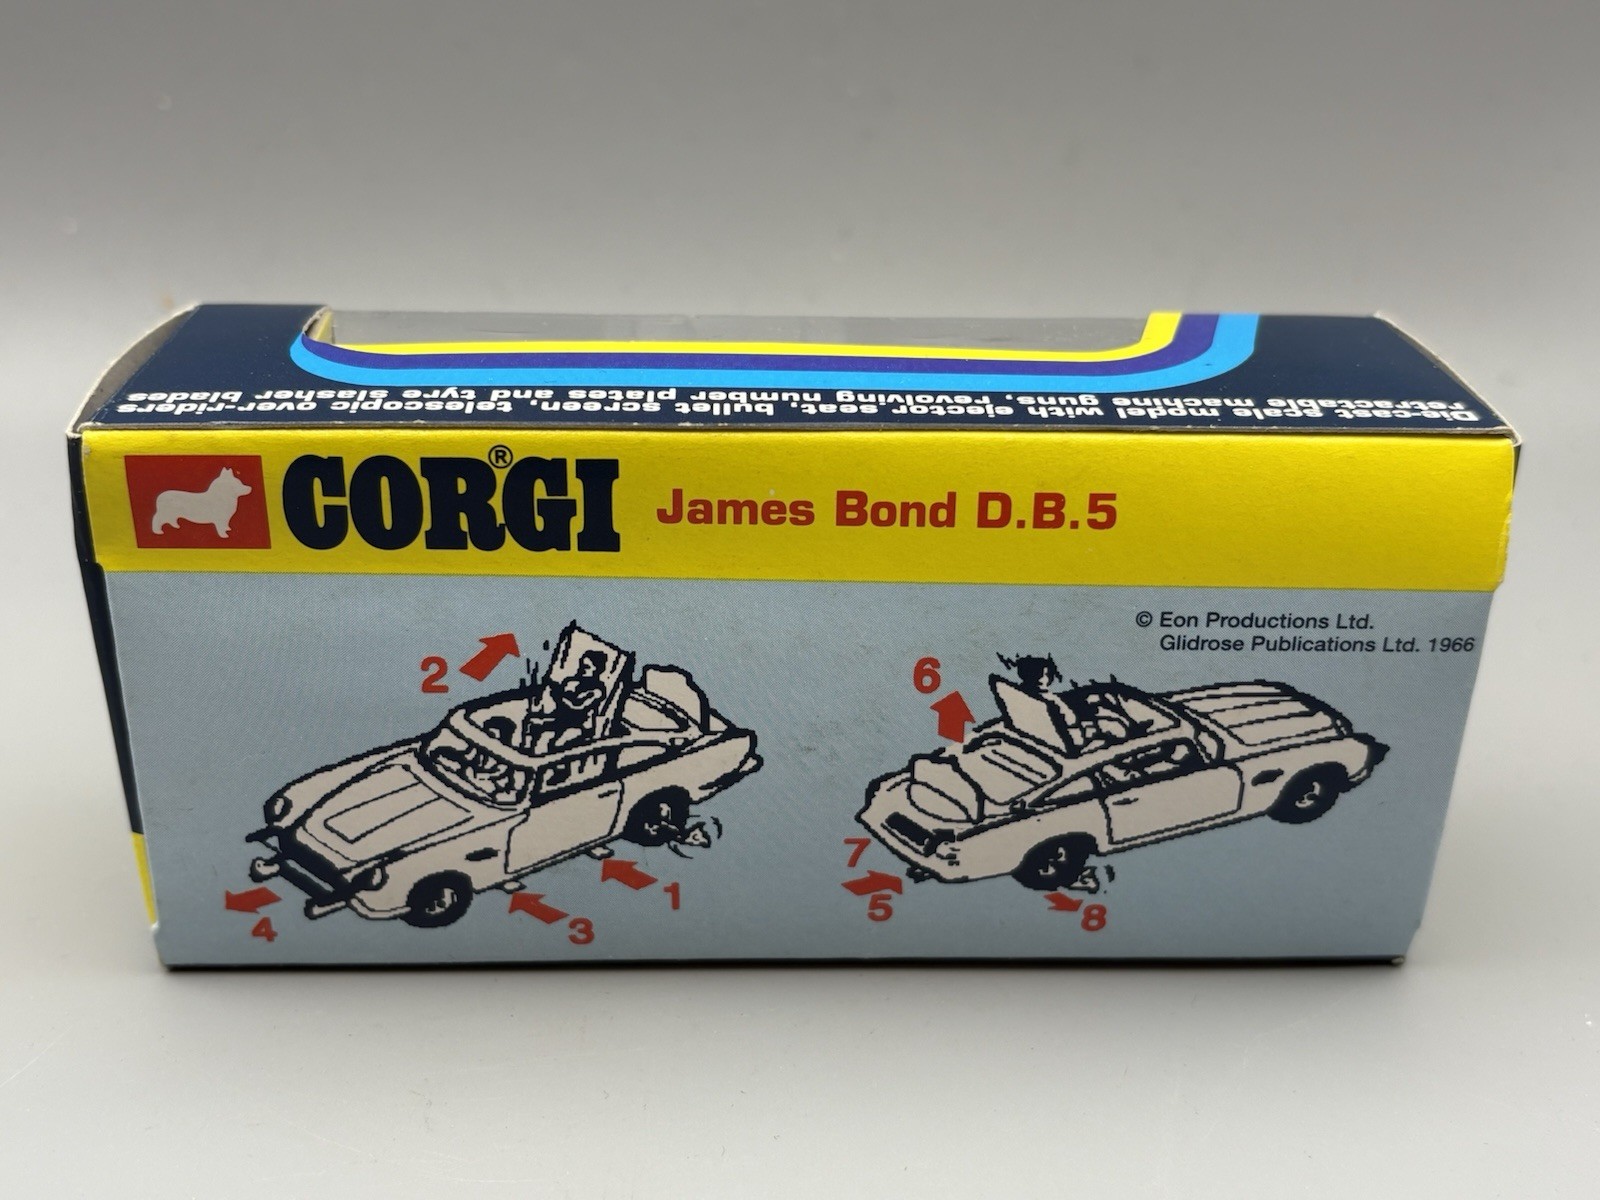 Die-cast scale model with ejector seat, bullet screen, telescopic over-riders
retractable machine guns, revolving number plates and tyre slasher blades
CORGI®
James Bond D.B.5
© Eon Productions Ltd.
Glidrose Publications Ltd. 1966
2
6
7
1
5
8
4
3